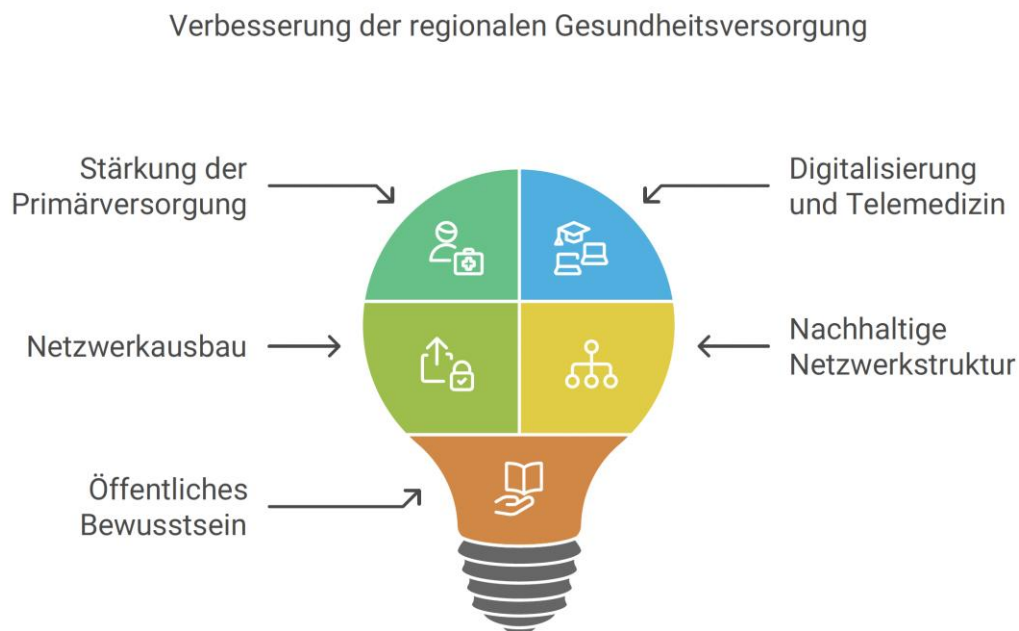 Verbesserung der regionalen Gesundheitsversorgung
Stärkung der
Primärversorgung
Digitalisierung
und Telemedizin
Netzwerkausbau
Nachhaltige
Netzwerkstruktur
Öffentliches
Bewusstsein